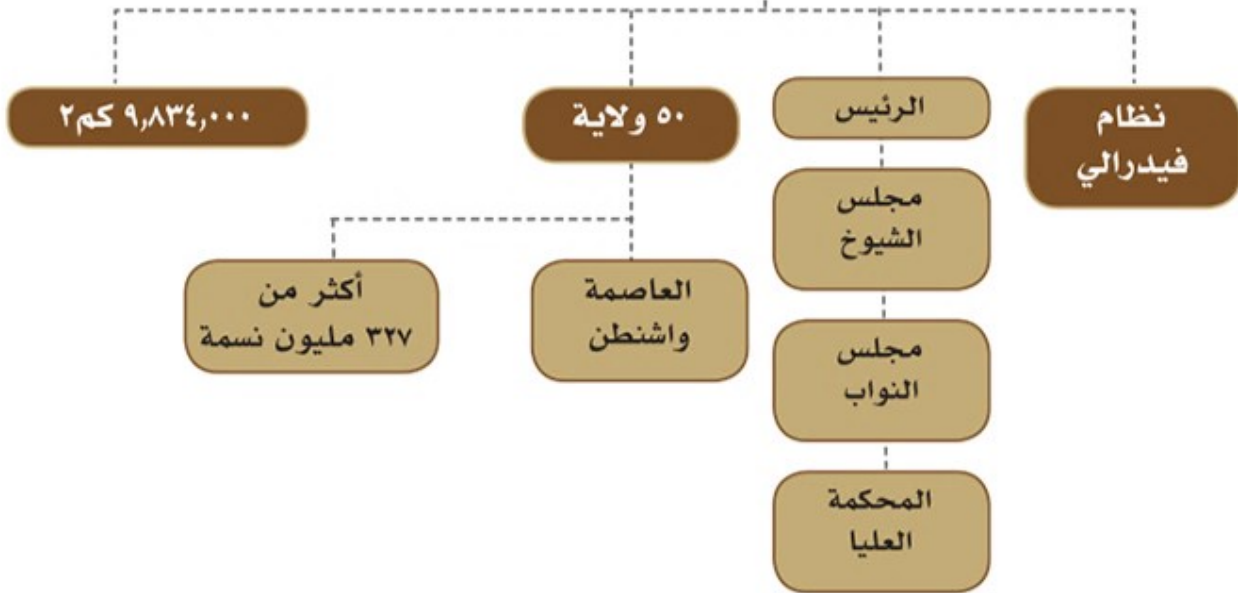 نظام
فيدرالي
الرئيس
مجلس
الشيوخ
مجلس
النواب
المحكمة
العليا
٥٠ ولاية
العاصمة
واشنطن
أكثر من
٣٢٧ مليون نسمة
٩,٨٣٤,٠٠٠ كم٢